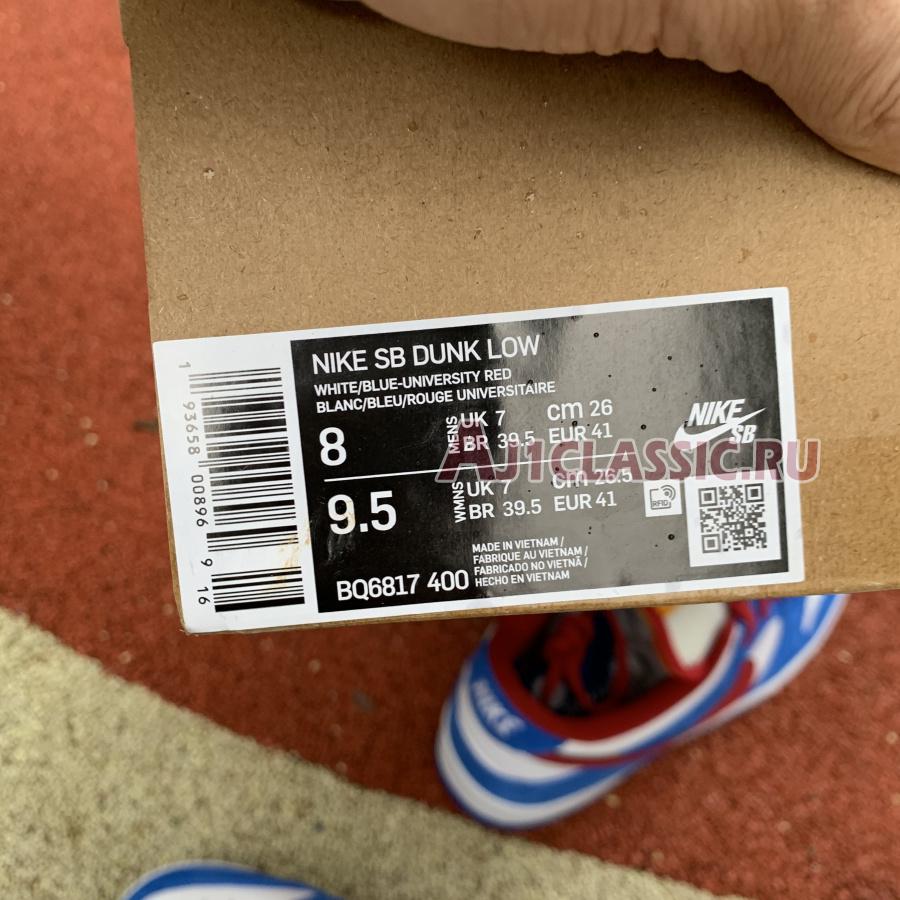 NIKE SB DUNK LOW
WHITE/BLUE-UNIVERSITY RED
BLANC/BLEU/ROUGE UNIVERSITAIRE
8
MENS
UK 7 cm 26
BR 39.5 EUR 41
9.5
WMNS
UK 7 cm 26.5
BR 39.5 EUR 41
NIKE
SB
RFID
BQ6817 400
MADE IN VIETNAM /
FABRIQUE AU VIETNAM /
FABRICADO NO VIETNÃ /
HECHO EN VIETNAM
1 93658 00896 9 16
AJ1CLASSIC.RU
NIKE